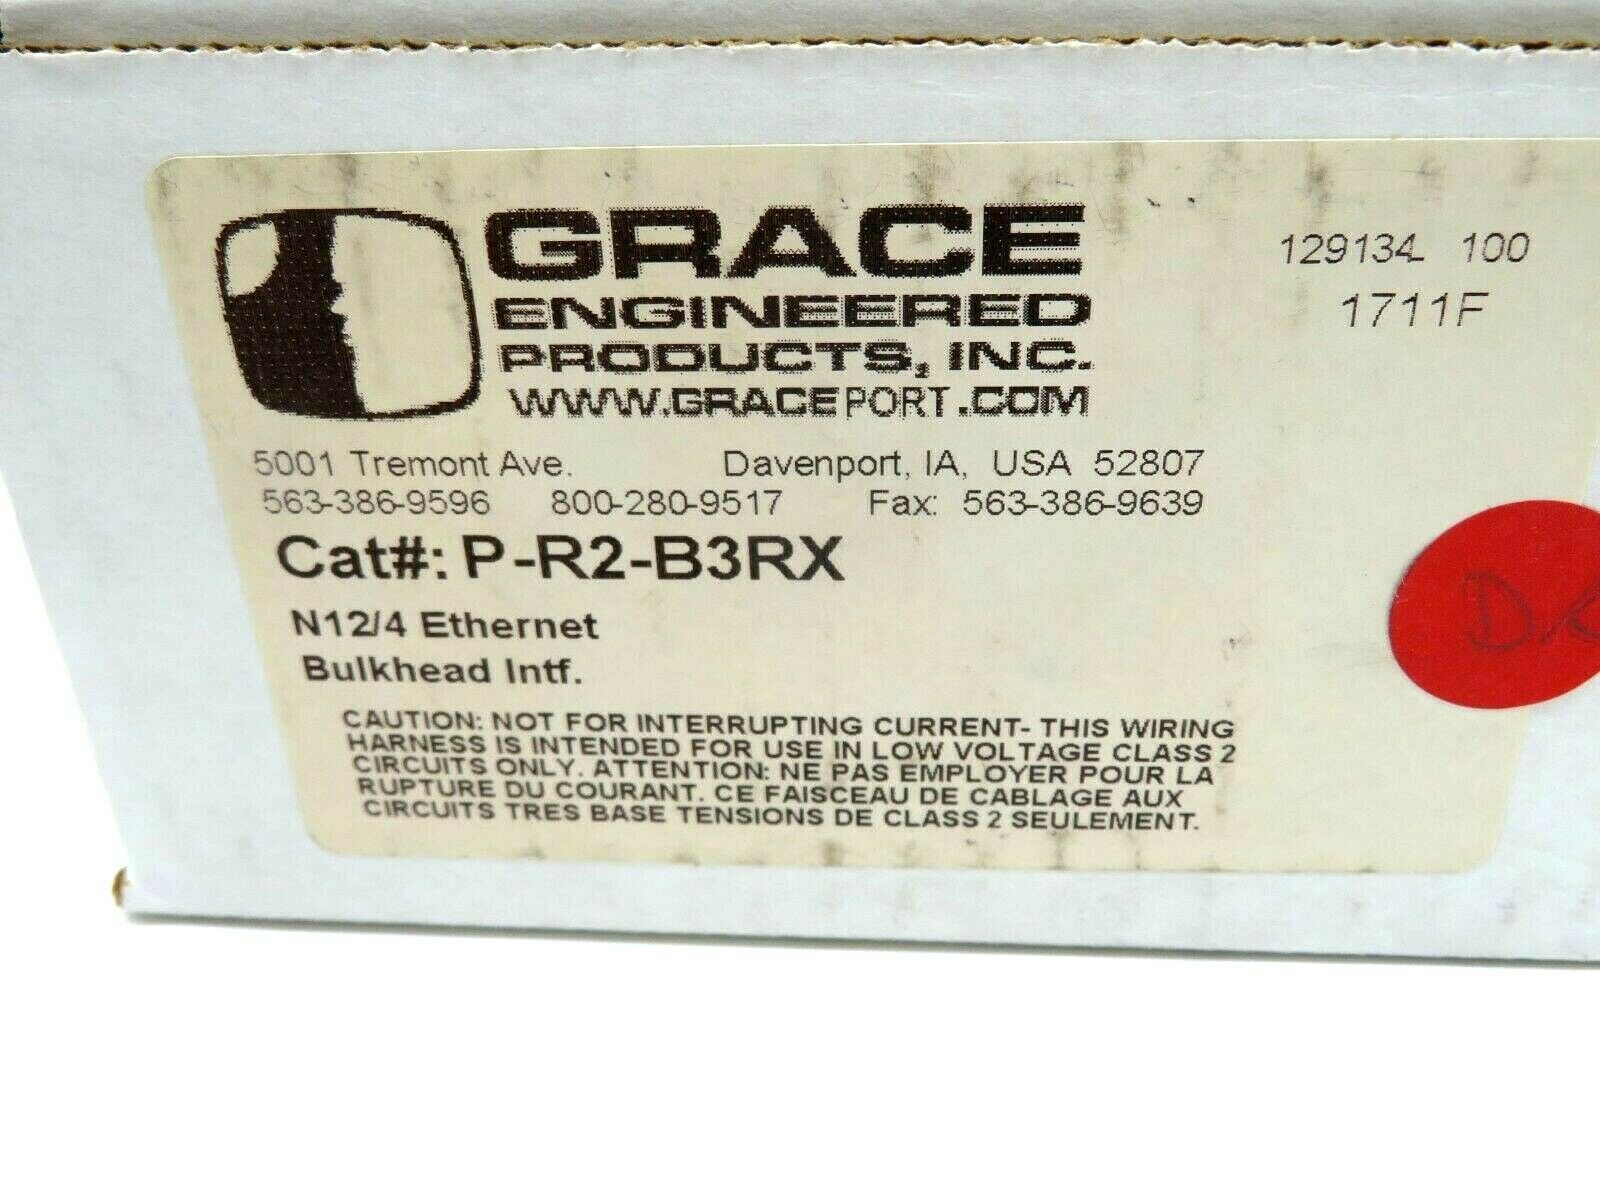 GRACE
ENGINEERED
PRODUCTS, INC.
WWW.GRACEPORT.COM
129134 100
1711F
5001 Tremont Ave. Davenport, IA, USA 52807
563-386-9596 800-280-9517 Fax: 563-386-9639
Cat#: P-R2-B3RX
N12/4 Ethernet
Bulkhead Intf.
CAUTION: NOT FOR INTERRUPTING CURRENT- THIS WIRING
HARNESS IS INTENDED FOR USE IN LOW VOLTAGE CLASS 2
CIRCUITS ONLY. ATTENTION: NE PAS EMPLOYER POUR LA
RUPTURE DU COURANT. CE FAISCEAU DE CABLAGE AUX
CIRCUITS TRES BASE TENSIONS DE CLASS 2 SEULEMENT.